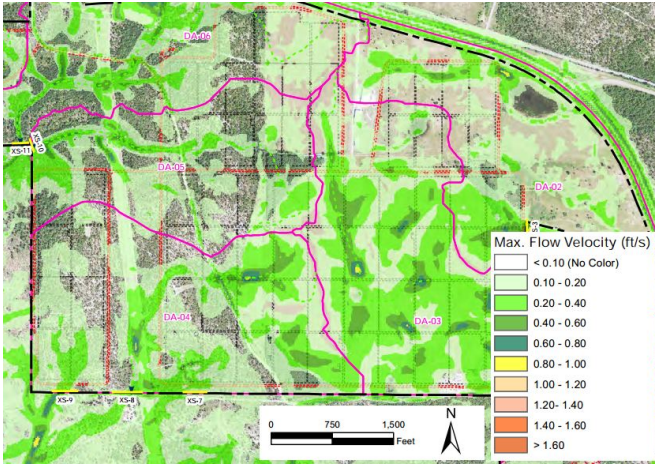 DA-06
XS-10
XS-11
DA-05
DA-02
S-3
DA-04
DA-03
XS-9
XS-8
XS-7
Max. Flow Velocity (ft/s)
< 0.10 (No Color)
0.10 - 0.20
0.20 - 0.40
0.40 - 0.60
0.60 - 0.80
0.80 - 1.00
1.00 - 1.20
1.20- 1.40
1.40 - 1.60
> 1.60
N
0 750 1,500
Feet